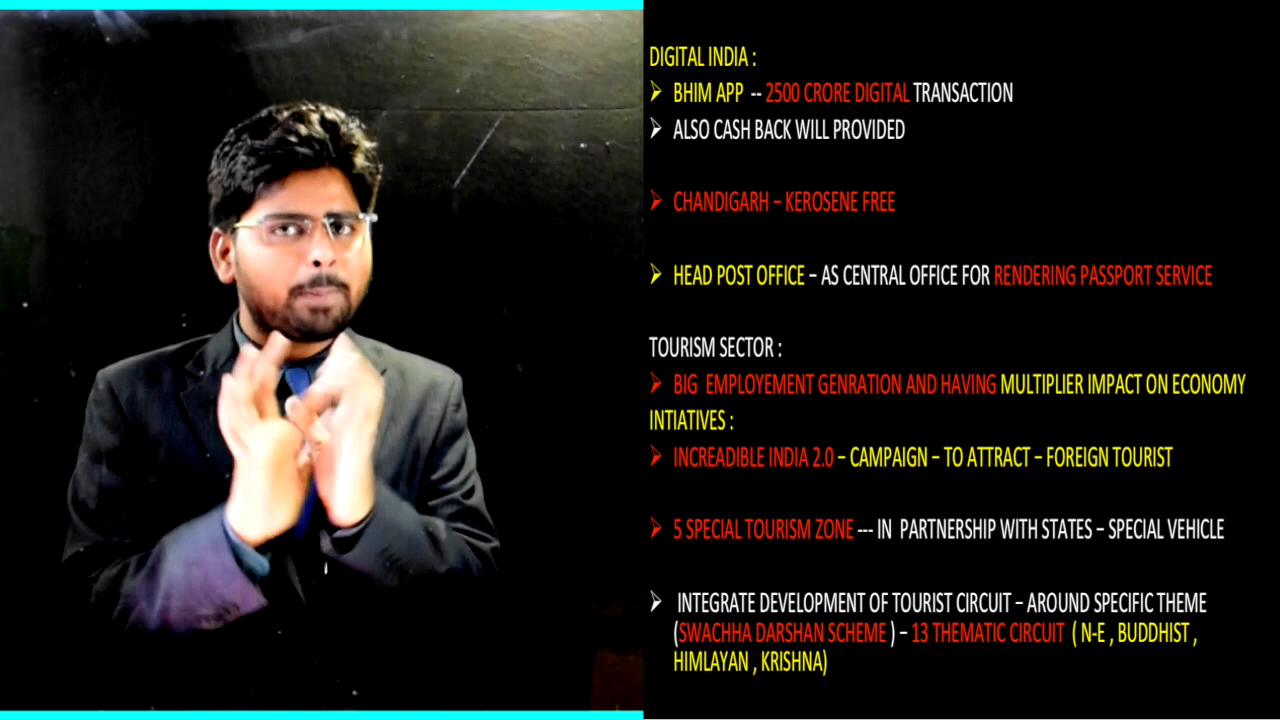 DIGITAL INDIA :
BHIM APP -- 2500 CRORE DIGITAL TRANSACTION
ALSO CASH BACK WILL PROVIDED
CHANDIGARH – KEROSENE FREE
HEAD POST OFFICE – AS CENTRAL OFFICE FOR RENDERING PASSPORT SERVICE
TOURISM SECTOR :
BIG EMPLOYEMENT GENRATION AND HAVING MULTIPLIER IMPACT ON ECONOMY
INTIATIVES :
INCREADIBLE INDIA 2.0 – CAMPAIGN – TO ATTRACT – FOREIGN TOURIST
5 SPECIAL TOURISM ZONE --- IN PARTNERSHIP WITH STATES – SPECIAL VEHICLE
INTEGRATE DEVELOPMENT OF TOURIST CIRCUIT – AROUND SPECIFIC THEME
(SWACHHA DARSHAN SCHEME ) – 13 THEMATIC CIRCUIT ( N-E , BUDDHIST ,
HIMLAYAN , KRISHNA)